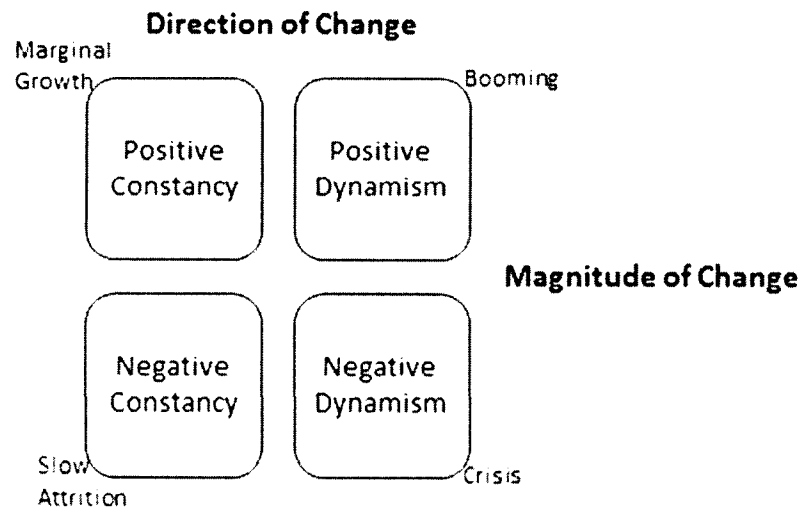 Direction of Change
Marginal
Growth
Booming
Positive
Constancy
Positive
Dynamism
Magnitude of Change
Negative
Constancy
Negative
Dynamism
Slow
Attrition
Crisis